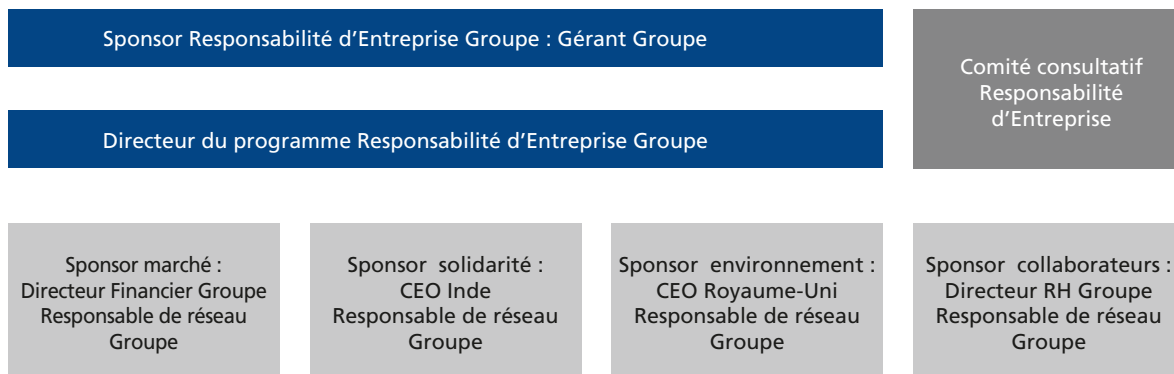 Sponsor Responsabilité d’Entreprise Groupe : Gérant Groupe
Directeur du programme Responsabilité d’Entreprise Groupe
Comité consultatif
Responsabilité
d’Entreprise
Sponsor marché :
Directeur Financier Groupe
Responsable de réseau
Groupe
Sponsor solidarité :
CEO Inde
Responsable de réseau
Groupe
Sponsor environnement :
CEO Royaume-Uni
Responsable de réseau
Groupe
Sponsor collaborateurs :
Directeur RH Groupe
Responsable de réseau
Groupe